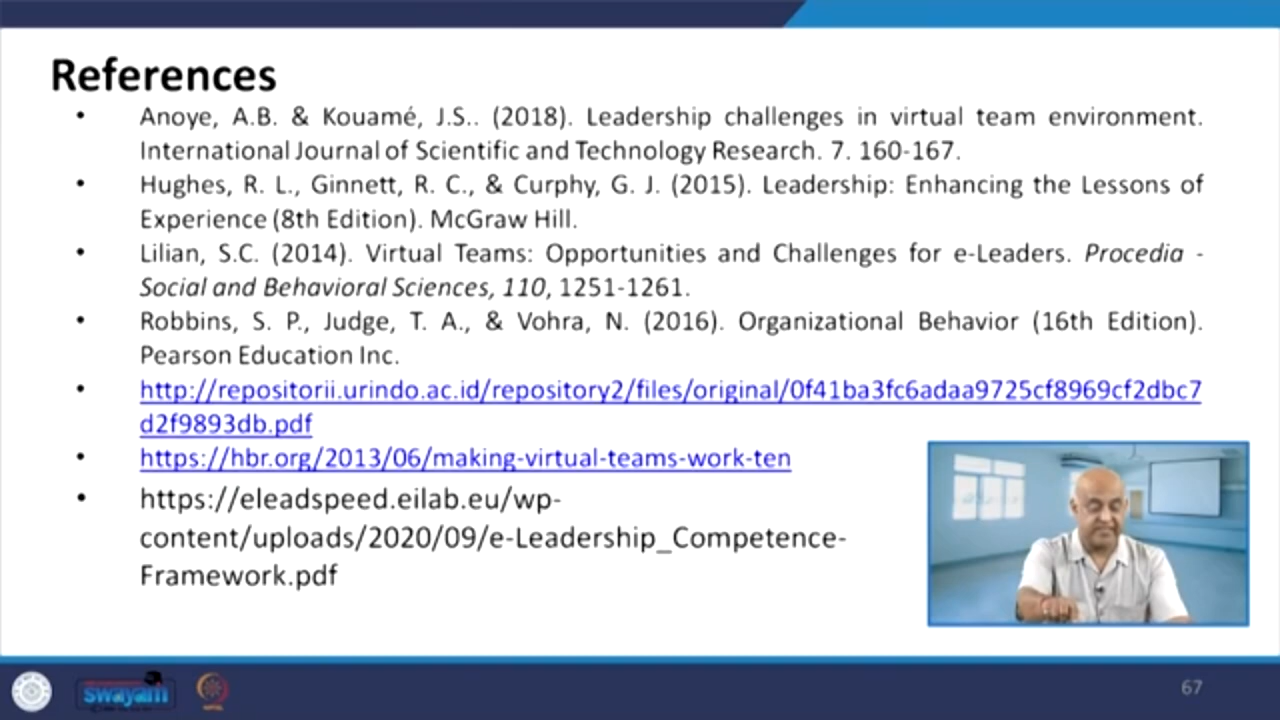 References
• Anoye, A.B. & Kouamé, J.S.. (2018). Leadership challenges in virtual team environment.
International Journal of Scientific and Technology Research. 7. 160-167.
• Hughes, R. L., Ginnett, R. C., & Curphy, G. J. (2015). Leadership: Enhancing the Lessons of
Experience (8th Edition). McGraw Hill.
• Lilian, S.C. (2014). Virtual Teams: Opportunities and Challenges for e-Leaders. Procedia -
Social and Behavioral Sciences, 110, 1251-1261.
• Robbins, S. P., Judge, T. A., & Vohra, N. (2016). Organizational Behavior (16th Edition).
Pearson Education Inc.
• http://repositorii.urindo.ac.id/repository2/files/original/0f41ba3fc6adaa9725cf8969cf2dbc7
d2f9893db.pdf
• https://hbr.org/2013/06/making-virtual-teams-work-ten
• https://eleadspeed.eilab.eu/wp-
content/uploads/2020/09/e-Leadership_Competence-
Framework.pdf
swayam
67